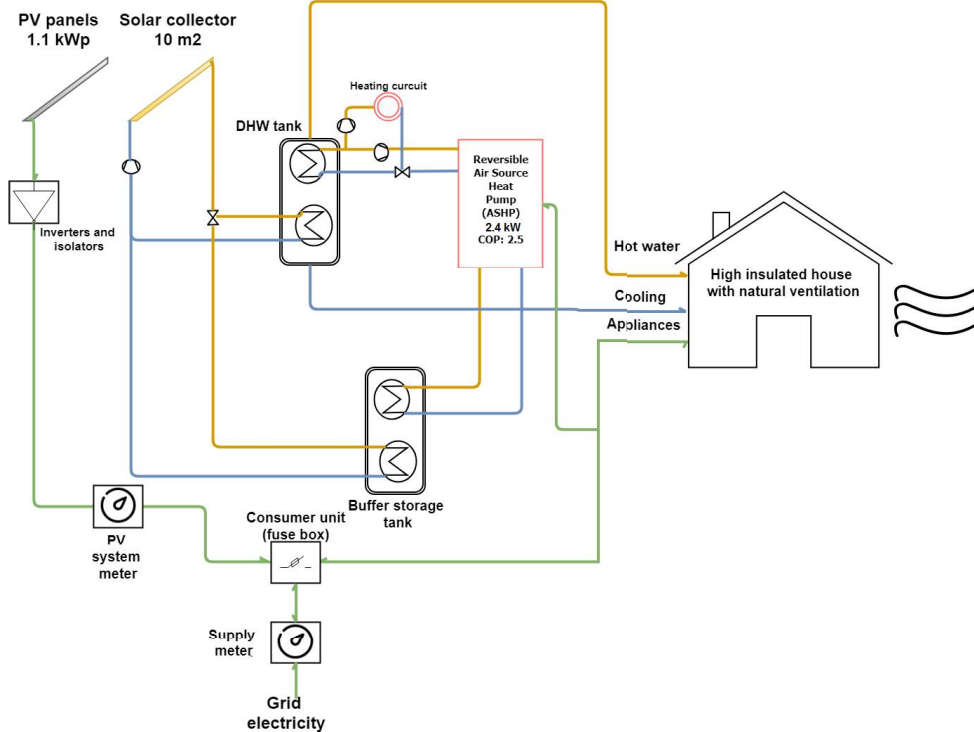 PV panels
1.1 kWp
Solar collector
10 m2
Heating curcuit
DHW tank
Reversible
Air Source
Heat
Pump
(ASHP)
2.4 kW
COP: 2.5
Inverters and
isolators
Hot water
Cooling
Appliances
High insulated house
with natural ventilation
Buffer storage
tank
PV
system
meter
Consumer unit
(fuse box)
Supply
meter
Grid
electricity